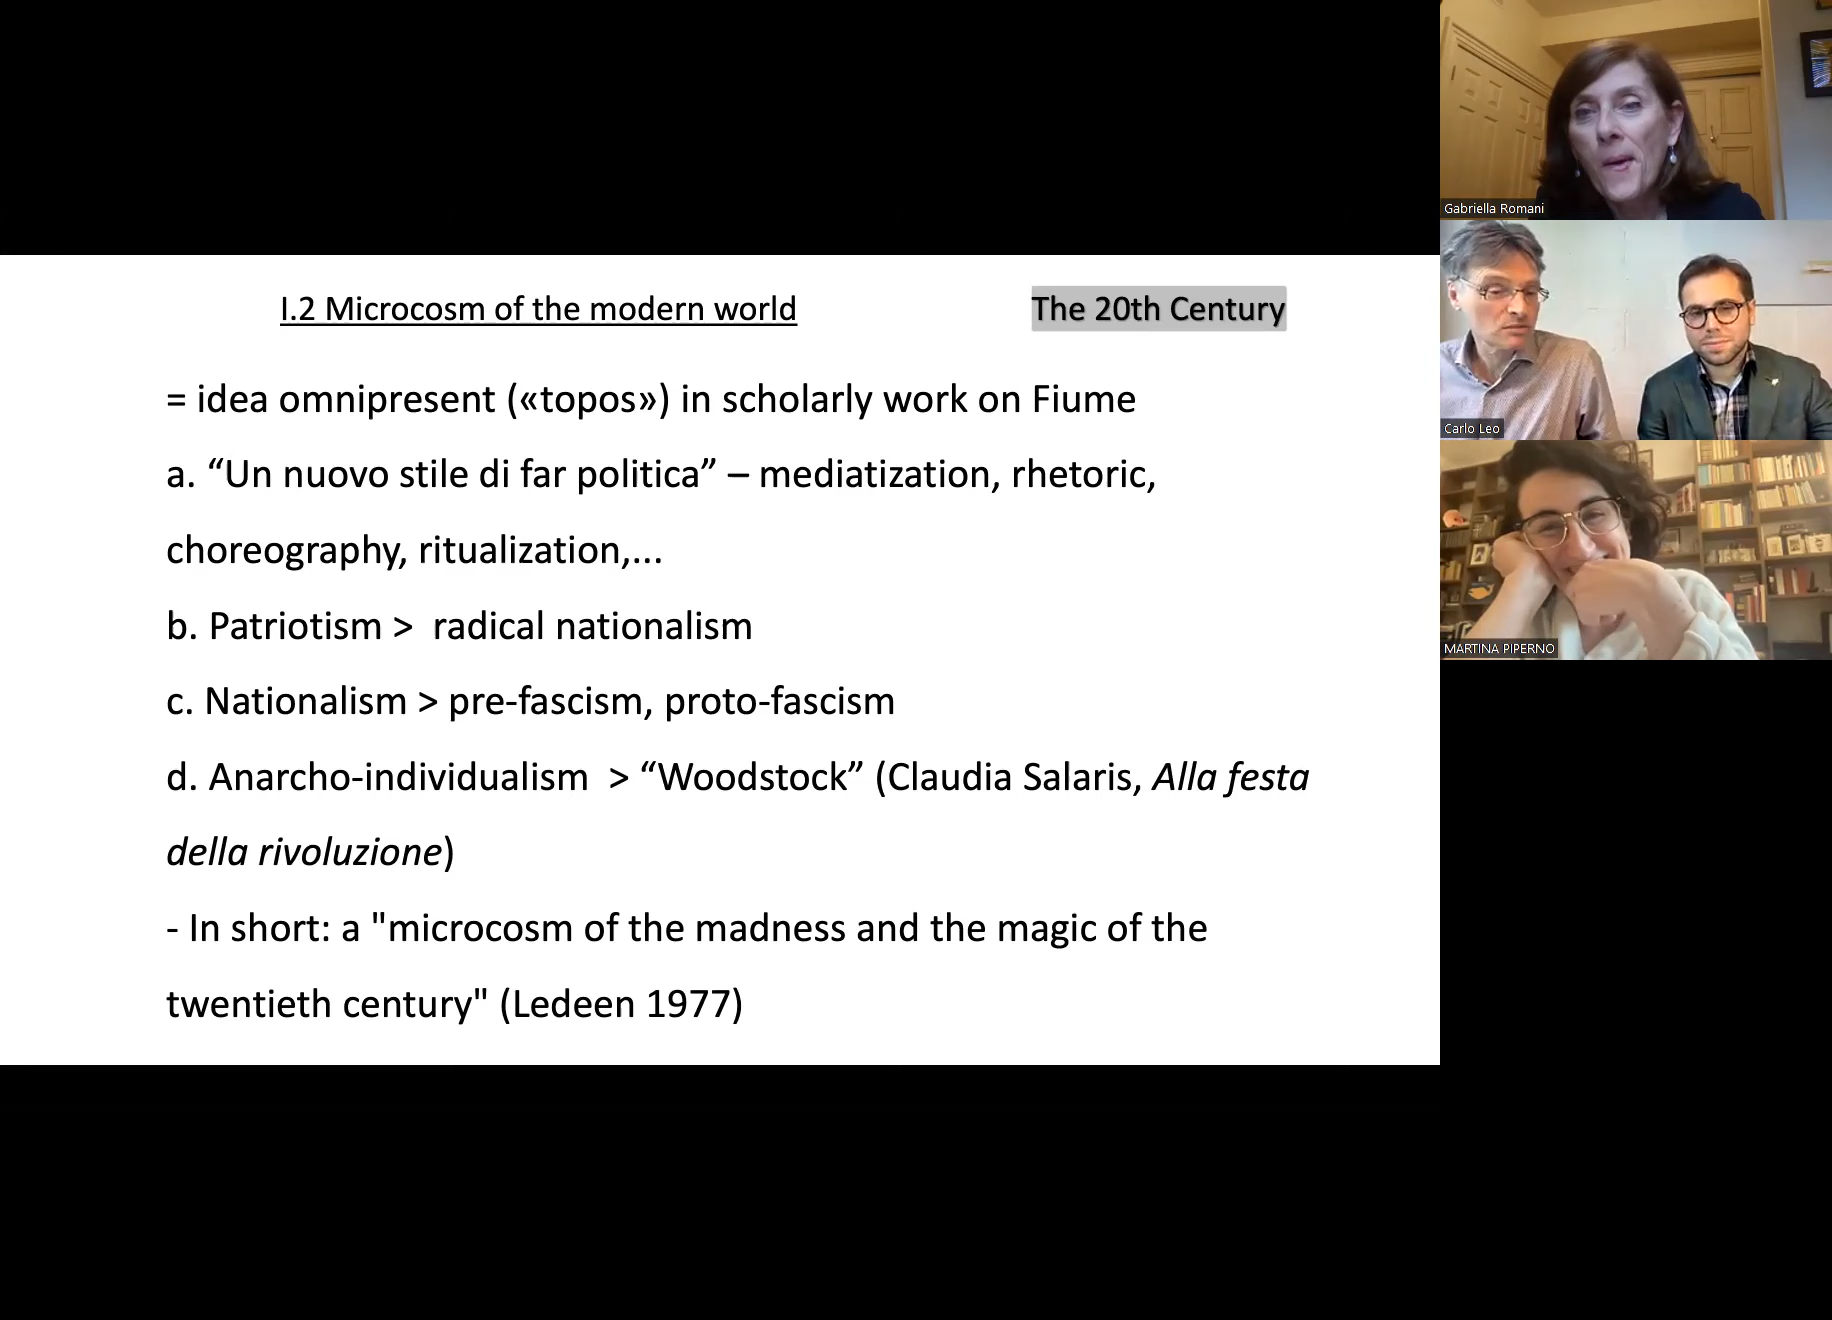 I.2 Microcosm of the modern world
The 20th Century
= idea omnipresent («topos») in scholarly work on Fiume
a. “Un nuovo stile di far politica” – mediatization, rhetoric,
choreography, ritualization,...
b. Patriotism >  radical nationalism
c. Nationalism > pre-fascism, proto-fascism
d. Anarcho-individualism  > “Woodstock” (Claudia Salaris, Alla festa
della rivoluzione)
- In short: a "microcosm of the madness and the magic of the
twentieth century" (Ledeen 1977)
Gabriella Romani
Carlo Leo
MARTINA PIPERNO